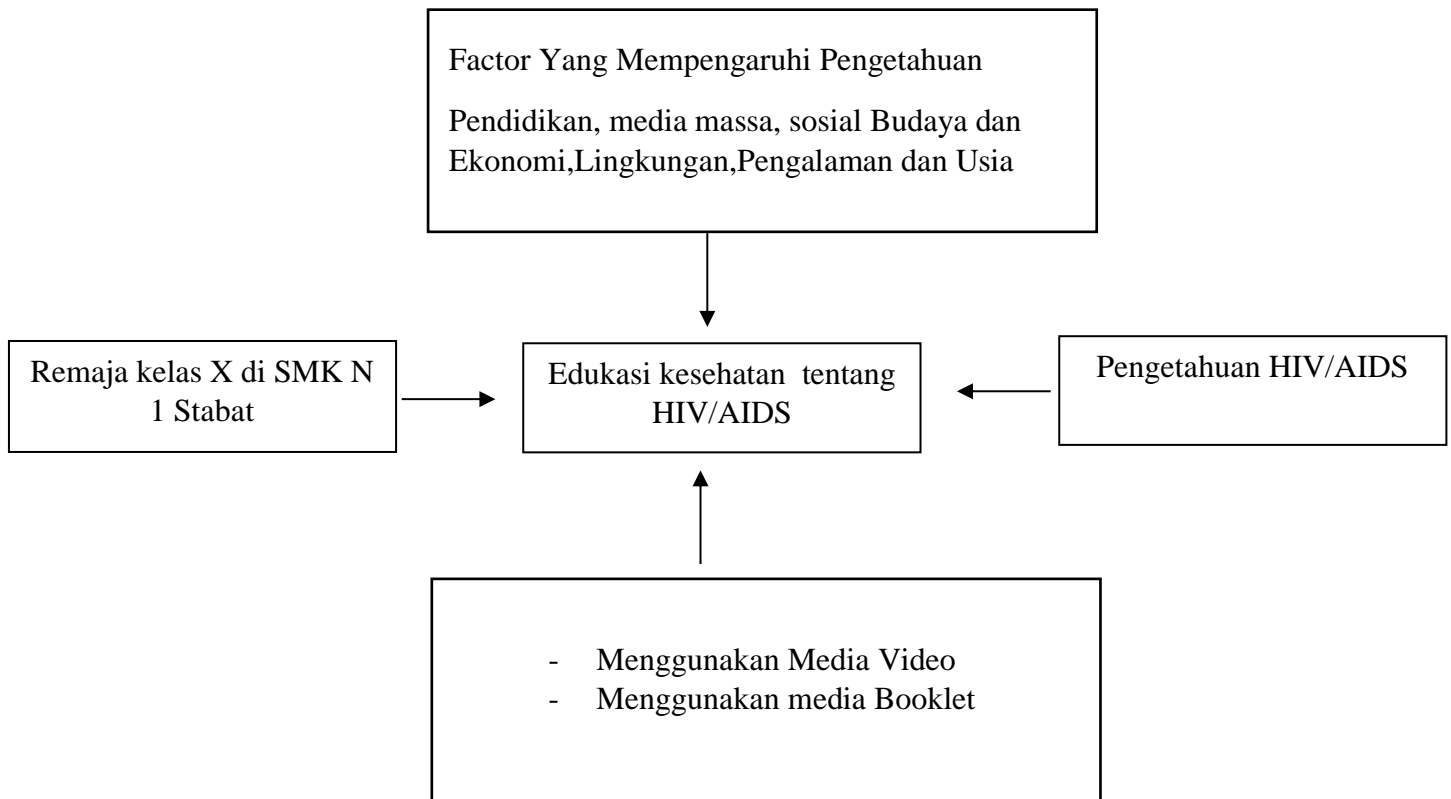 Factor Yang Mempengaruhi Pengetahuan
Pendidikan, media massa, sosial Budaya dan
Ekonomi,Lingkungan,Pengalaman dan Usia
Remaja kelas X di SMK N
1 Stabat
Edukasi kesehatan tentang
HIV/AIDS
Pengetahuan HIV/AIDS
- Menggunakan Media Video
- Menggunakan media Booklet